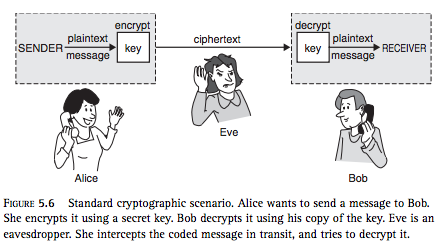 encrypt
decrypt
SENDER plaintext message key
ciphertext
key plaintext message RECEIVER
Eve
Alice
Bob
FIGURE 5.6 Standard cryptographic scenario. Alice wants to send a message to Bob.
She encrypts it using a secret key. Bob decrypts it using his copy of the key. Eve is an
eavesdropper. She intercepts the coded message in transit, and tries to decrypt it.